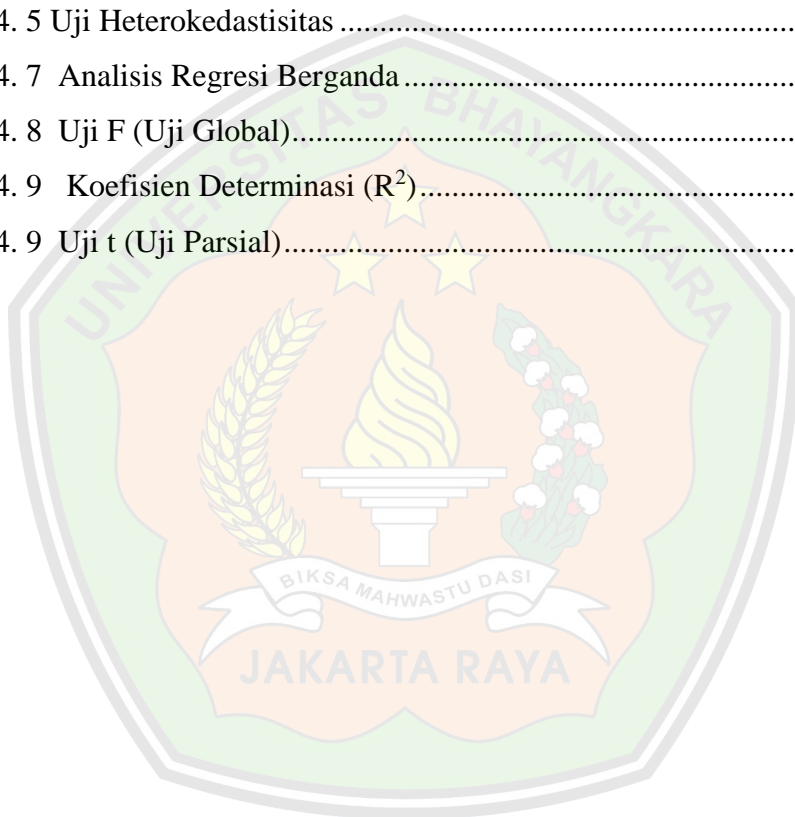 4. 5 Uji Heterokedastisitas ..........................................................
4. 7 Analisis Regresi Berganda ..................................................
4. 8 Uji F (Uji Global)................................................................
4. 9 Koefisien Determinasi (R²) ................................................
4. 9 Uji t (Uji Parsial).................................................................
UNIVERSITAS BHAYANGKARA
BIKSA MAHWASTU DASI
JAKARTA RAYA